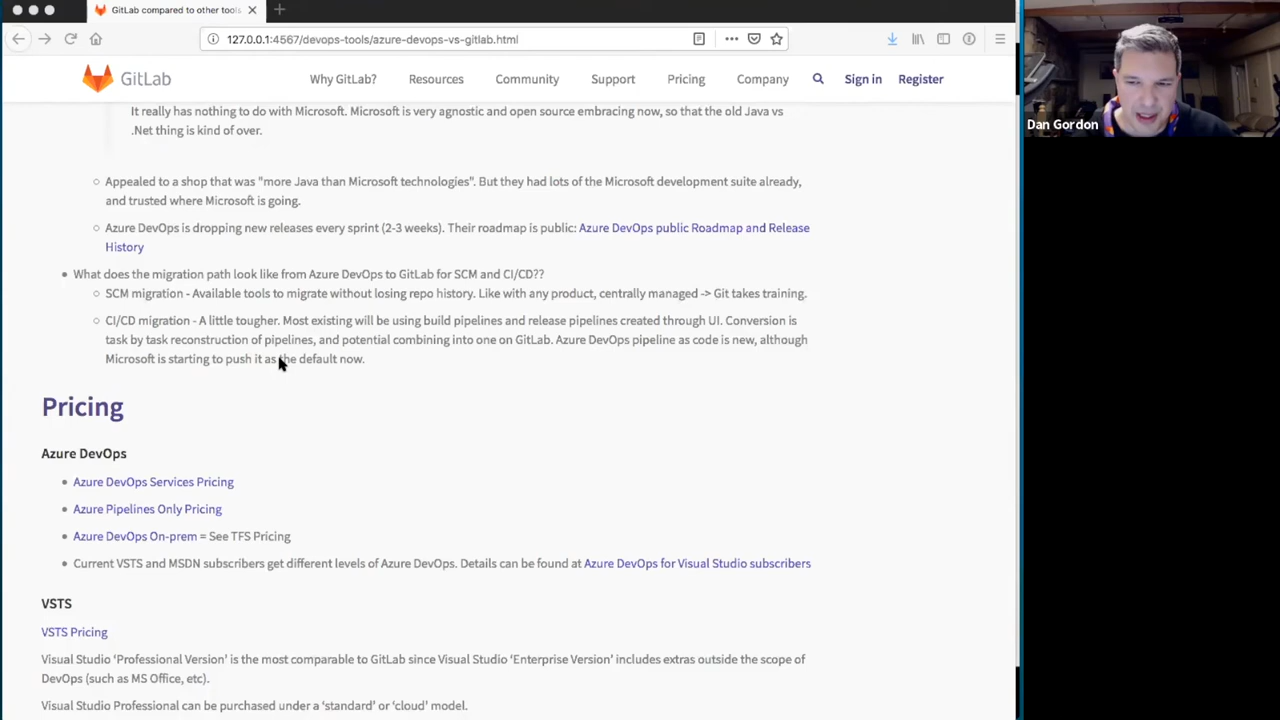 GitLab compared to other tools
127.0.0.1:4567/devops-tools/azure-devops-vs-gitlab.html
GitLab
Why GitLab?
Resources
Community
Support
Pricing
Company
Sign in
Register
Dan Gordon
It really has nothing to do with Microsoft. Microsoft is very agnostic and open source embracing now, so that the old Java vs
.Net thing is kind of over.
Appealed to a shop that was "more Java than Microsoft technologies". But they had lots of the Microsoft development suite already,
and trusted where Microsoft is going.
Azure DevOps is dropping new releases every sprint (2-3 weeks). Their roadmap is public: Azure DevOps public Roadmap and Release
History
What does the migration path look like from Azure DevOps to GitLab for SCM and CI/CD??
SCM migration - Available tools to migrate without losing repo history. Like with any product, centrally managed -> Git takes training.
CI/CD migration - A little tougher. Most existing will be using build pipelines and release pipelines created through UI. Conversion is
task by task reconstruction of pipelines, and potential combining into one on GitLab. Azure DevOps pipeline as code is new, although
Microsoft is starting to push it as the default now.
Pricing
Azure DevOps
Azure DevOps Services Pricing
Azure Pipelines Only Pricing
Azure DevOps On-prem = See TFS Pricing
Current VSTS and MSDN subscribers get different levels of Azure DevOps. Details can be found at Azure DevOps for Visual Studio subscribers
VSTS
VSTS Pricing
Visual Studio ‘Professional Version’ is the most comparable to GitLab since Visual Studio ‘Enterprise Version’ includes extras outside the scope of
DevOps (such as MS Office, etc).
Visual Studio Professional can be purchased under a ‘standard’ or ‘cloud’ model.